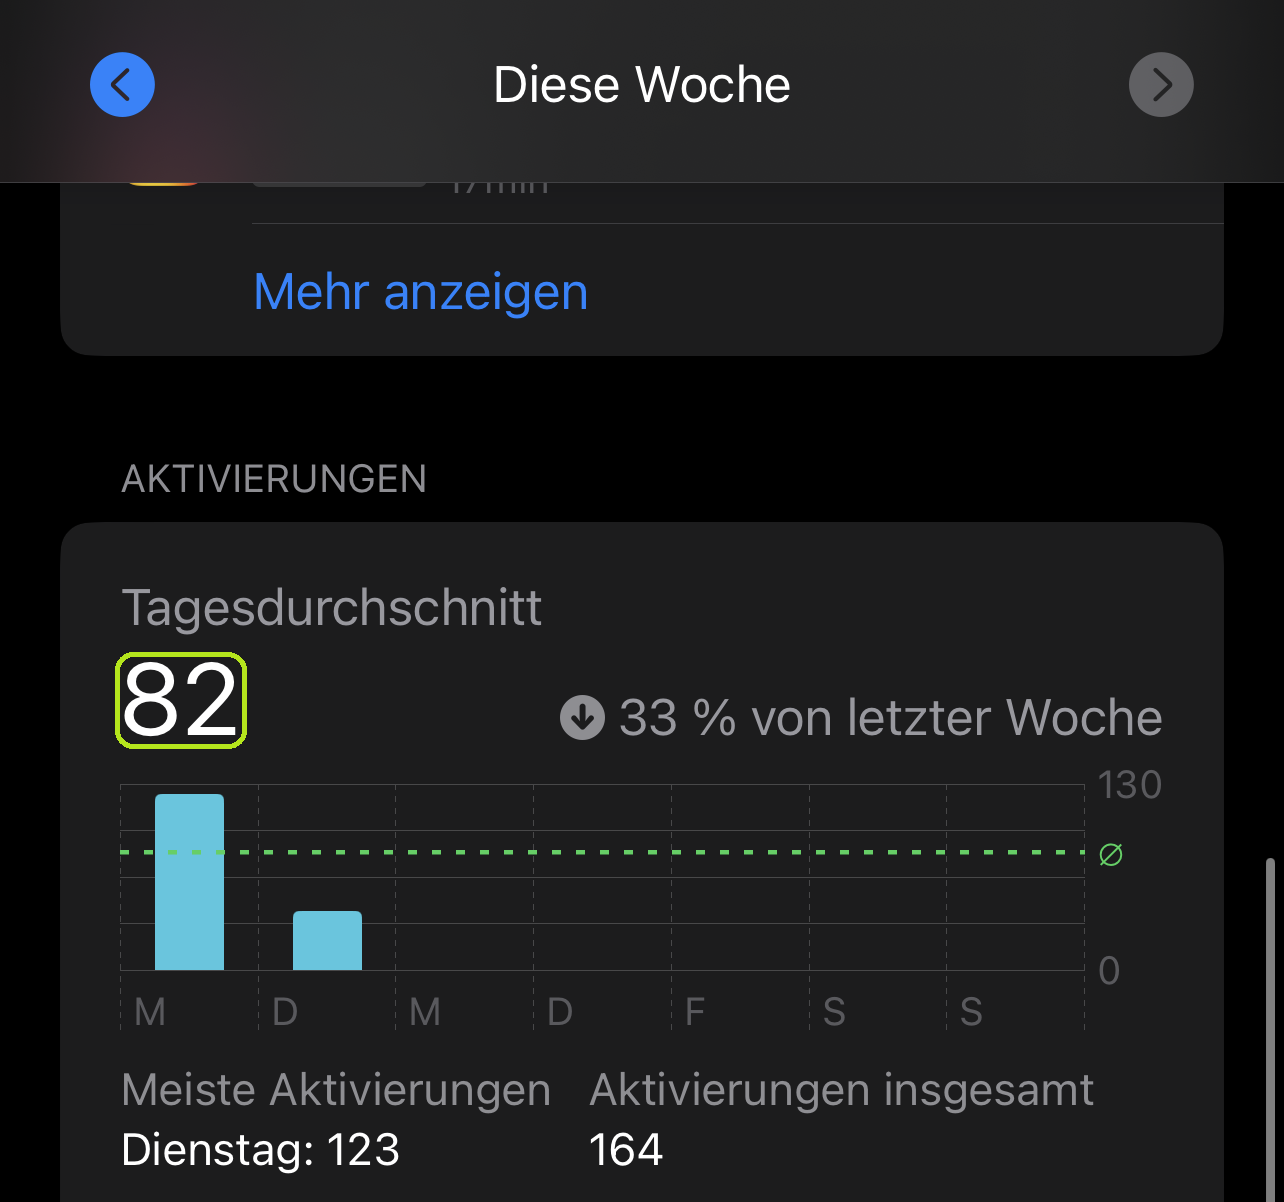 Diese Woche
17min
Mehr anzeigen
AKTIVIERUNGEN
Tagesdurchschnitt
82
33 % von letzter Woche
130
Ø
0
M D M D F S S
Meiste Aktivierungen Aktivierungen insgesamt
Dienstag: 123 164